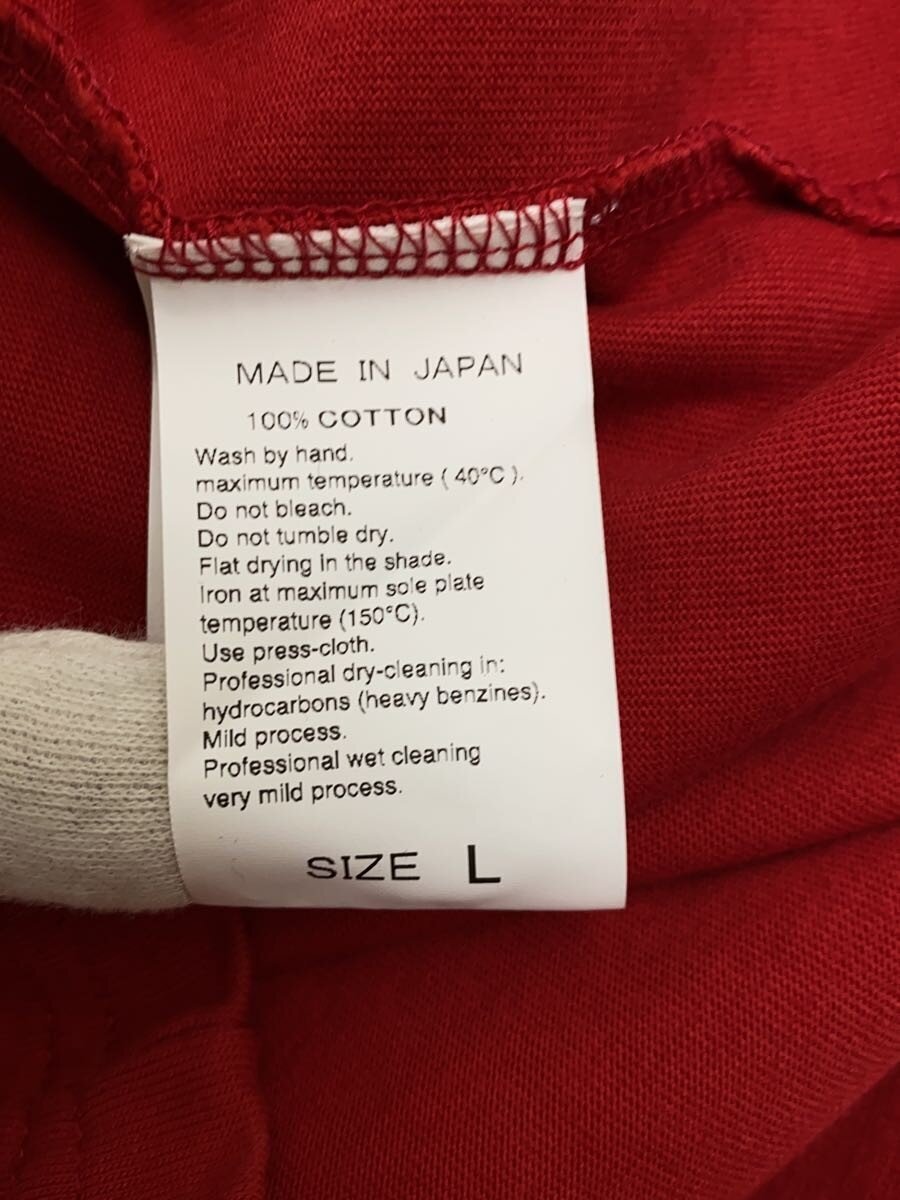 MADE IN JAPAN
100% COTTON
Wash by hand.
maximum temperature ( 40°C ).
Do not bleach.
Do not tumble dry.
Flat drying in the shade.
Iron at maximum sole plate
temperature (150°C).
Use press-cloth.
Professional dry-cleaning in:
hydrocarbons (heavy benzines).
Mild process.
Professional wet cleaning
very mild process.
SIZE L